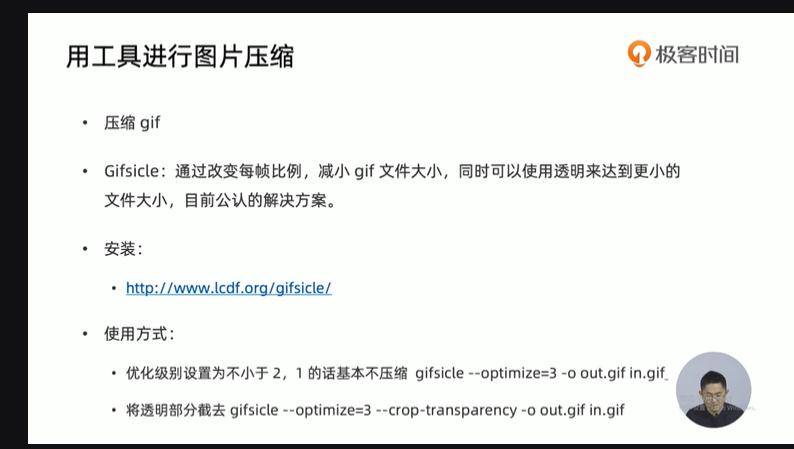 用工具进行图片压缩
极客时间
• 压缩 gif
• Gifsicle：通过改变每帧比例，减小 gif 文件大小，同时可以使用透明来达到更小的
文件大小，目前公认的解决方案。
• 安装：
• http://www.lcdf.org/gifsicle/
• 使用方式：
• 优化级别设置为不小于 2，1 的话基本不压缩 gifsicle --optimize=3 -o out.gif in.gif_
• 将透明部分截去 gifsicle --optimize=3 --crop-transparency -o out.gif in.gif